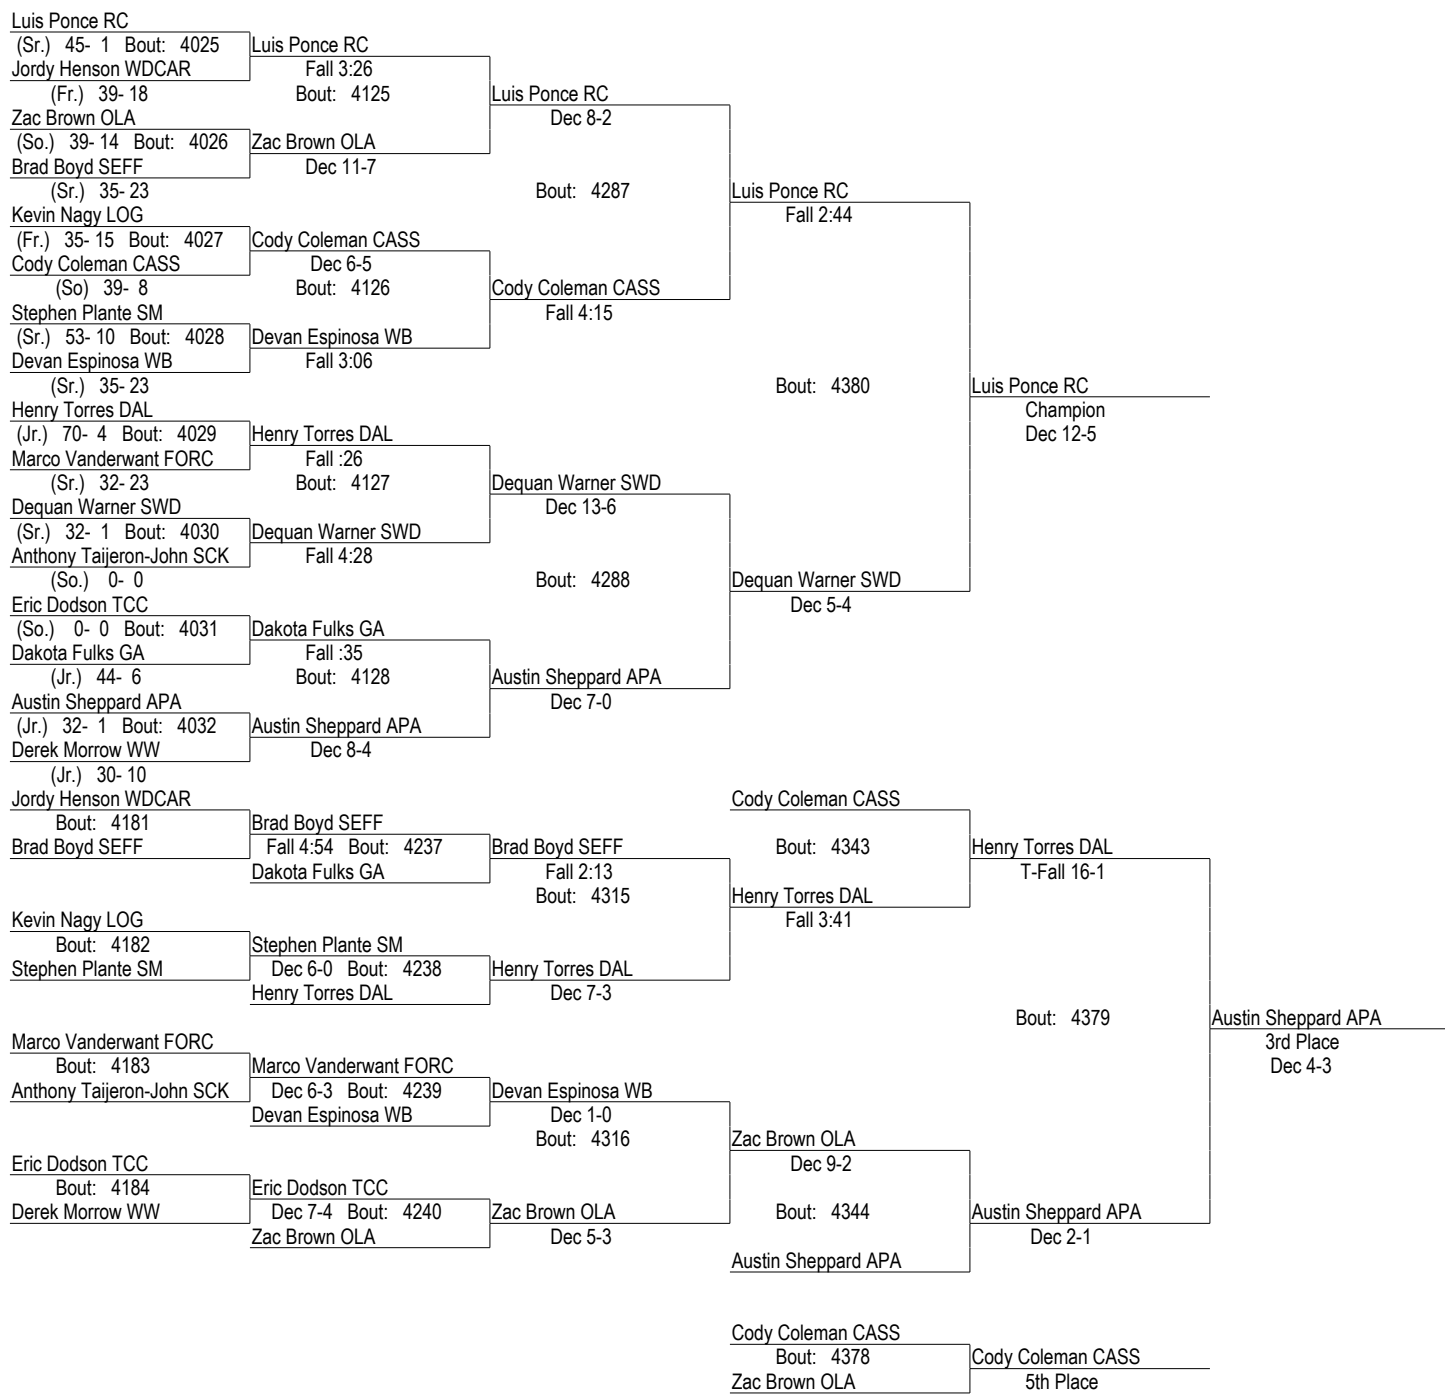 Luis Ponce RC
(Sr.) 45- 1 Bout: 4025 Luis Ponce RC
Jordy Henson WDCAR Fall 3:26
(Fr.) 39- 18 Bout: 4125 Luis Ponce RC
Zac Brown OLA Dec 8-2
(So.) 39- 14 Bout: 4026 Zac Brown OLA
Brad Boyd SEFF Dec 11-7
(Sr.) 35- 23 Bout: 4287 Luis Ponce RC
Kevin Nagy LOG Fall 2:44
(Fr.) 35- 15 Bout: 4027 Cody Coleman CASS
Cody Coleman CASS Dec 6-5
(So) 39- 8 Bout: 4126 Cody Coleman CASS
Stephen Plante SM Fall 4:15
(Sr.) 53- 10 Bout: 4028 Devan Espinosa WB
Devan Espinosa WB Fall 3:06
(Sr.) 35- 23 Bout: 4380 Luis Ponce RC
Henry Torres DAL Champion
(Jr.) 70- 4 Bout: 4029 Henry Torres DAL Dec 12-5
Marco Vanderwant FORC Fall :26
(Sr.) 32- 23 Bout: 4127 Dequan Warner SWD
Dequan Warner SWD Dec 13-6
(Sr.) 32- 1 Bout: 4030 Dequan Warner SWD
Anthony Taijeron-John SCK Fall 4:28
(So.) 0- 0 Bout: 4288 Dequan Warner SWD
Eric Dodson TCC Dec 5-4
(So.) 0- 0 Bout: 4031 Dakota Fulks GA
Dakota Fulks GA Fall :35
(Jr.) 44- 6 Bout: 4128 Austin Sheppard APA
Austin Sheppard APA Dec 7-0
(Jr.) 32- 1 Bout: 4032 Austin Sheppard APA
Derek Morrow WW Dec 8-4
(Jr.) 30- 10
Jordy Henson WDCAR Cody Coleman CASS
Bout: 4181 Brad Boyd SEFF
Brad Boyd SEFF Fall 4:54 Bout: 4237 Brad Boyd SEFF Bout: 4343 Henry Torres DAL
Dakota Fulks GA Fall 2:13 T-Fall 16-1
Bout: 4315 Henry Torres DAL
Kevin Nagy LOG Fall 3:41
Bout: 4182 Stephen Plante SM
Stephen Plante SM Dec 6-0 Bout: 4238 Henry Torres DAL
Henry Torres DAL Dec 7-3
Bout: 4379 Austin Sheppard APA
Marco Vanderwant FORC 3rd Place
Bout: 4183 Marco Vanderwant FORC Dec 4-3
Anthony Taijeron-John SCK Dec 6-3 Bout: 4239 Devan Espinosa WB
Devan Espinosa WB Dec 1-0
Bout: 4316 Zac Brown OLA
Eric Dodson TCC Dec 9-2
Bout: 4184 Eric Dodson TCC
Derek Morrow WW Dec 7-4 Bout: 4240 Zac Brown OLA Bout: 4344 Austin Sheppard APA
Zac Brown OLA Dec 5-3 Dec 2-1
Austin Sheppard APA
Cody Coleman CASS
Bout: 4378 Cody Coleman CASS
Zac Brown OLA 5th Place